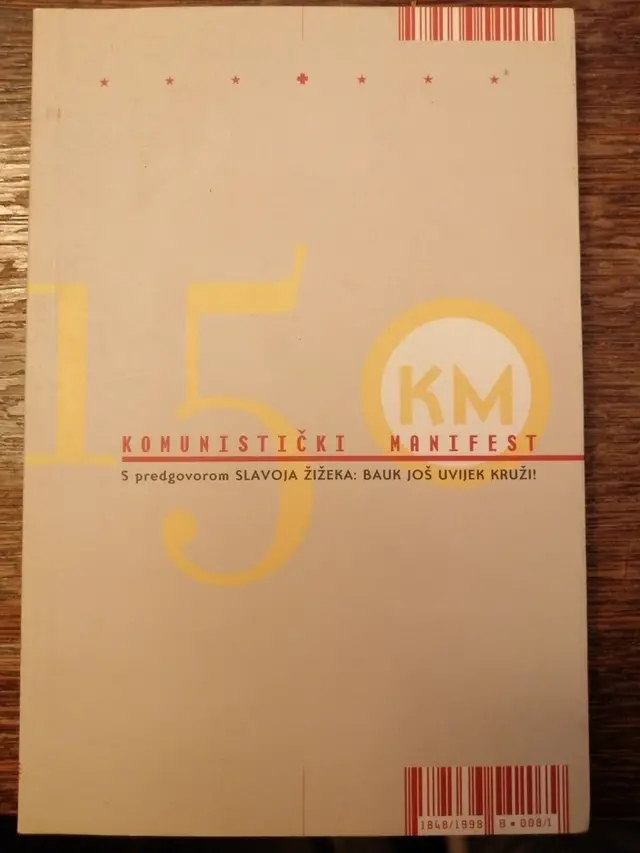 150
KM
KOMUNISTIČKI MANIFEST
S predgovorom SLAVOJA ŽIŽEKA: BAUK JOŠ UVIJEK KRUŽI!
1848/1998 B•008/1